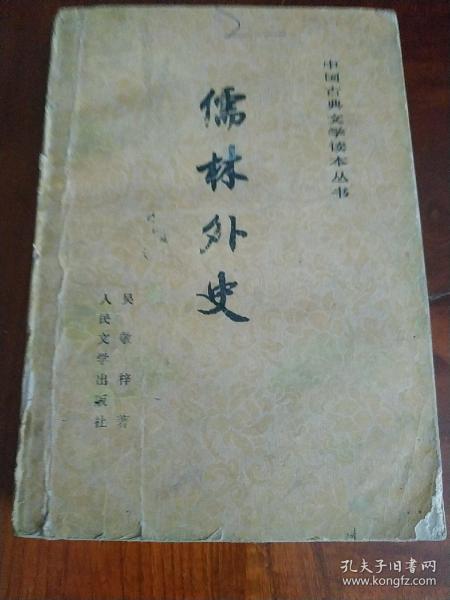 中国古典文学读本丛书
儒林外史
吴敬梓著
人民文学出版社
孔夫子旧书网
www.kongfz.com